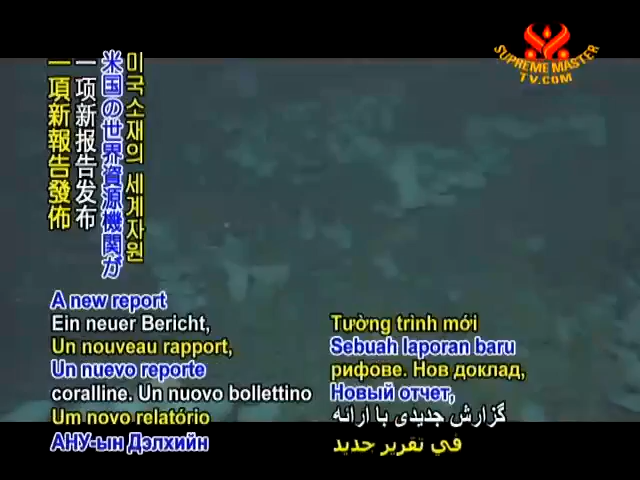 SUPREME MASTER
TV.COM
미국 소재의 세계자원
米国の世界資源機関が
一项新报告发布
一項新報告發佈
A new report
Ein neuer Bericht,
Un nouveau rapport,
Un nuevo reporte
coralline. Un nuovo bollettino
Um novo relatório
АНУ-ын Дэлхийн
Tường trình mới
Sebuah laporan baru
рифове. Нов доклад,
Новый отчет,
گزارش جدیدی با ارائه
في تقرير جديد